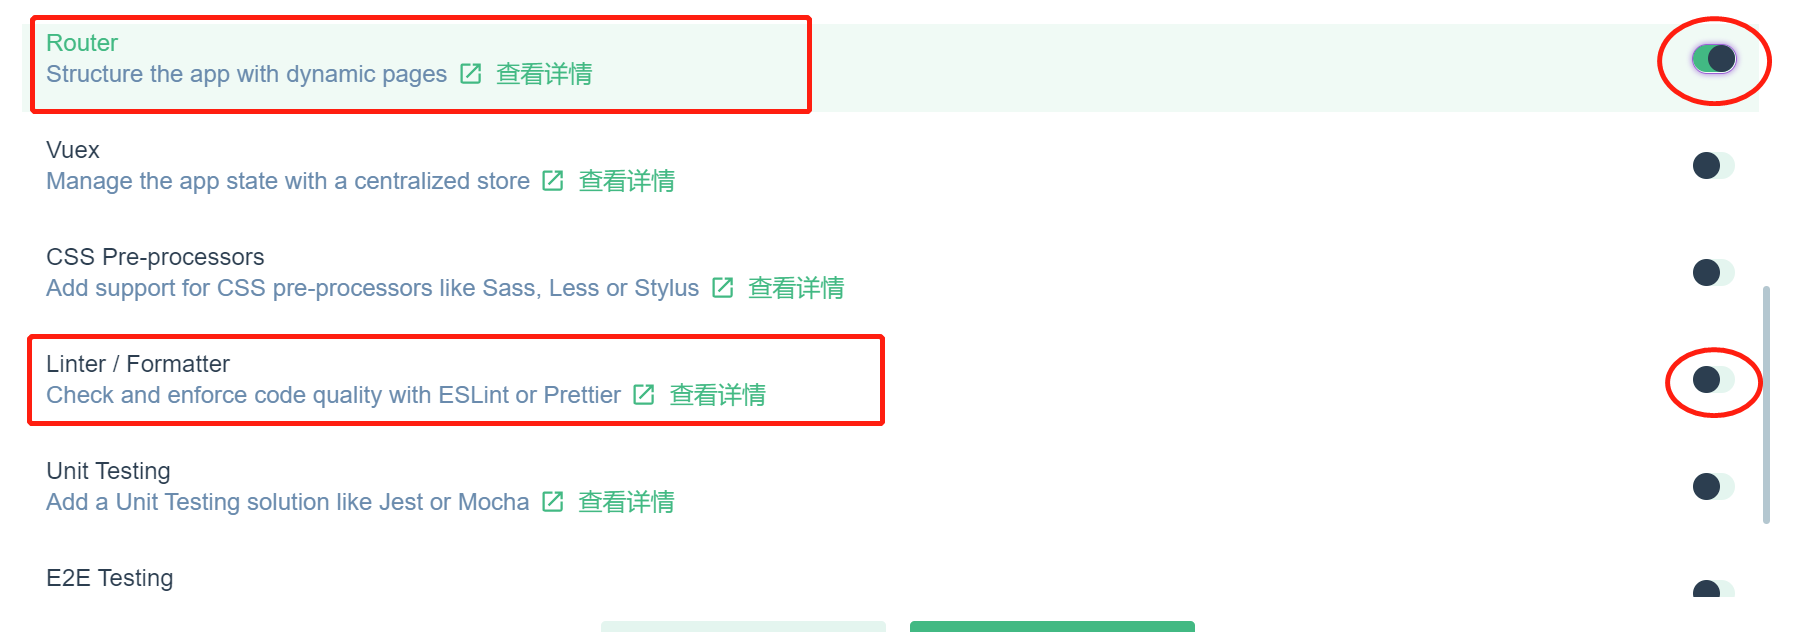 Router
Structure the app with dynamic pages 查看详情
Vuex
Manage the app state with a centralized store 查看详情
CSS Pre-processors
Add support for CSS pre-processors like Sass, Less or Stylus 查看详情
Linter / Formatter
Check and enforce code quality with ESLint or Prettier 查看详情
Unit Testing
Add a Unit Testing solution like Jest or Mocha 查看详情
E2E Testing